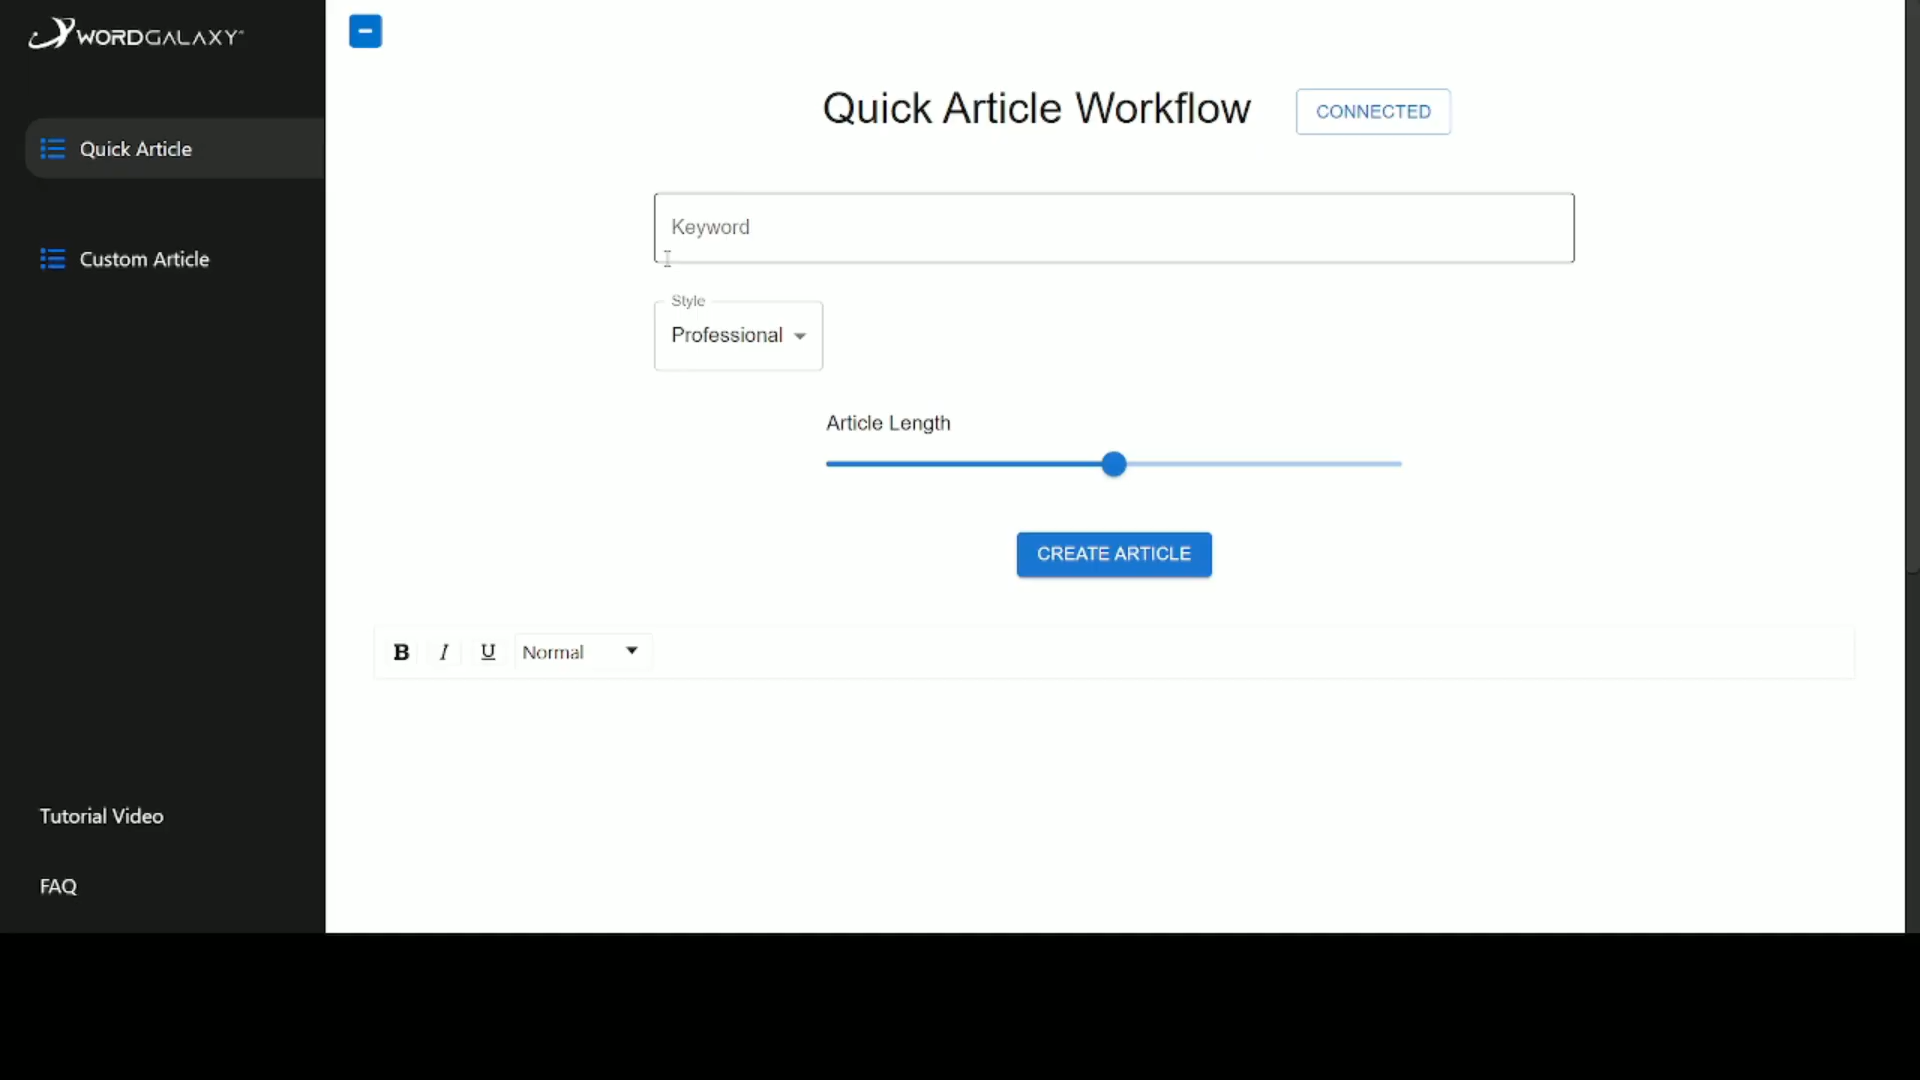 WORDGALAXY
Quick Article Workflow
CONNECTED
Quick Article
Custom Article
Keyword
Style
Professional
Article Length
CREATE ARTICLE
B I U Normal
Tutorial Video
FAQ